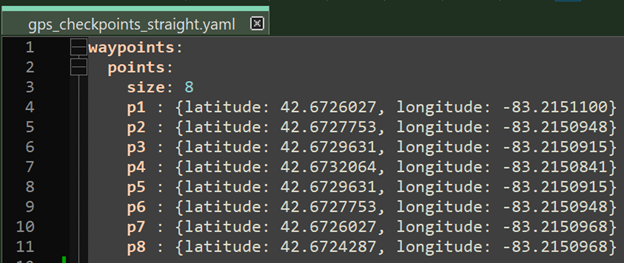 gps_checkpoints_straight.yaml
1 waypoints:
2 points:
3 size: 8
4 p1 : {latitude: 42.6726027, longitude: -83.2151100}
5 p2 : {latitude: 42.6727753, longitude: -83.2150948}
6 p3 : {latitude: 42.6729631, longitude: -83.2150915}
7 p4 : {latitude: 42.6732064, longitude: -83.2150841}
8 p5 : {latitude: 42.6729631, longitude: -83.2150915}
9 p6 : {latitude: 42.6727753, longitude: -83.2150948}
10 p7 : {latitude: 42.6726027, longitude: -83.2150968}
11 p8 : {latitude: 42.6724287, longitude: -83.2150968}